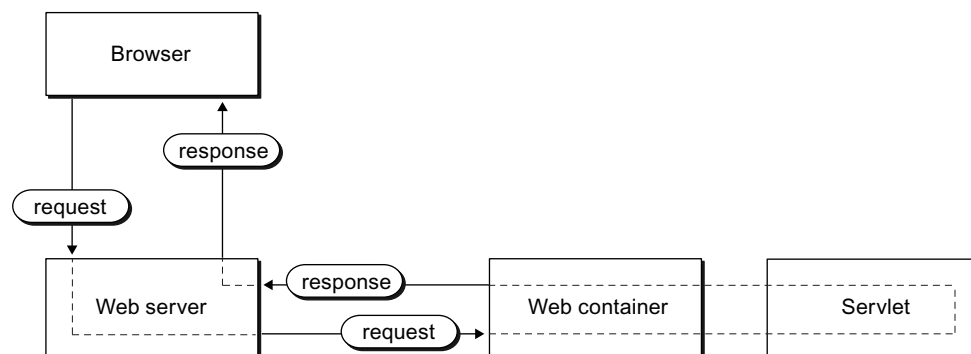 Browser
response
request
response
Web server
Web container
Servlet
request